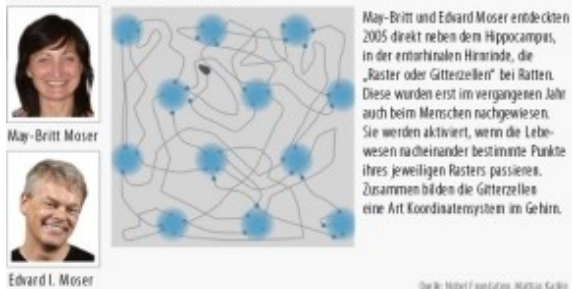 May-Britt und Edvard Moser entdeckten
2005 direkt neben dem Hippocampus,
in der entorhinalen Hirnrinde, die
„Raster oder Gitterzellen" bei Ratten.
Diese wurden erst im vergangenen Jahr
auch beim Menschen nachgewiesen.
Sie werden aktiviert, wenn die Lebe-
wesen nacheinander bestimmte Punkte
ihres jeweiligen Rasters passieren.
Zusammen bilden die Gitterzellen
eine Art Koordinatensystem im Gehirn.
May-Britt Moser
Edvard I. Moser
Quelle: Nobel Foundation, Mattias Karlén